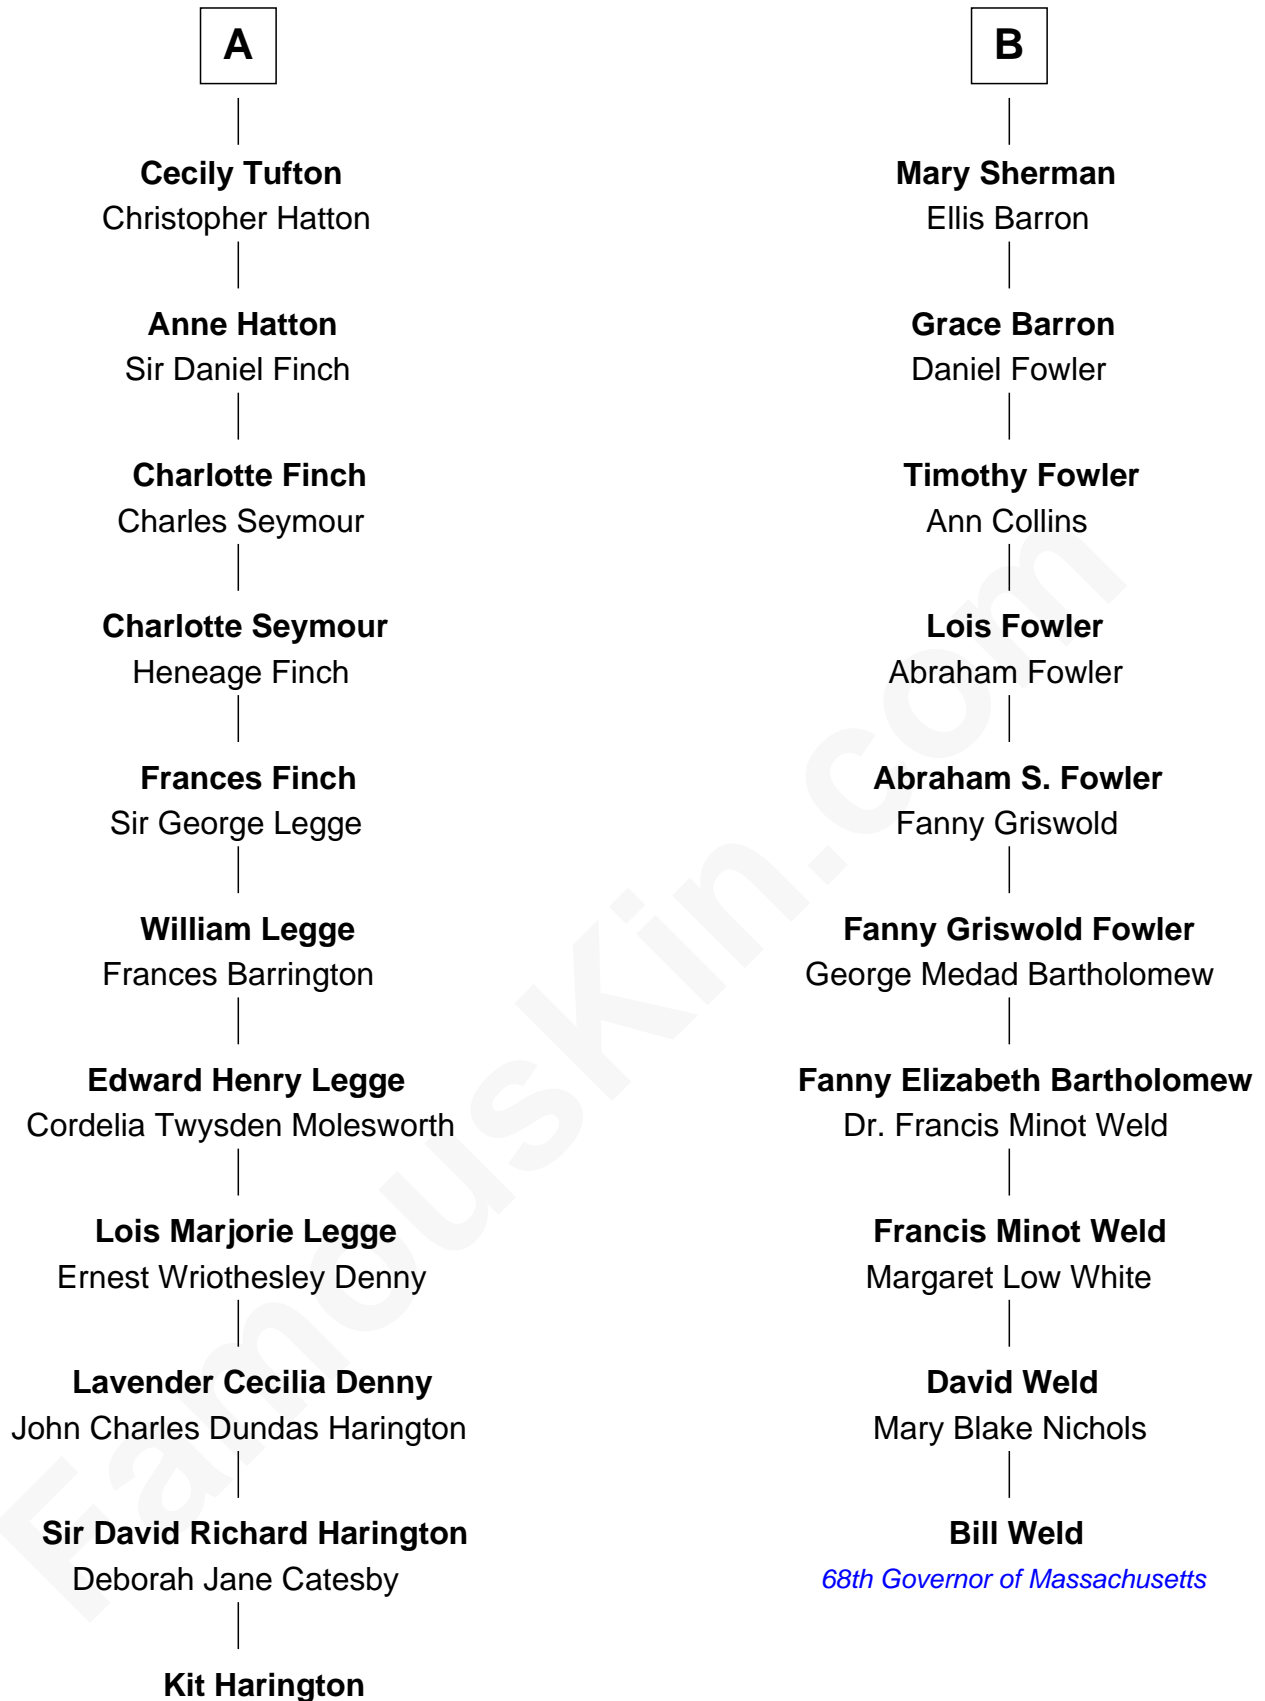 A
Cecily Tufton
Christopher Hatton
Anne Hatton
Sir Daniel Finch
Charlotte Finch
Charles Seymour
Charlotte Seymour
Heneage Finch
Frances Finch
Sir George Legge
William Legge
Frances Barrington
Edward Henry Legge
Cordelia Twysden Molesworth
Lois Marjorie Legge
Ernest Wriothesley Denny
Lavender Cecilia Denny
John Charles Dundas Harington
Sir David Richard Harington
Deborah Jane Catesby
Kit Harington
B
Mary Sherman
Ellis Barron
Grace Barron
Daniel Fowler
Timothy Fowler
Ann Collins
Lois Fowler
Abraham Fowler
Abraham S. Fowler
Fanny Griswold
Fanny Griswold Fowler
George Medad Bartholomew
Fanny Elizabeth Bartholomew
Dr. Francis Minot Weld
Francis Minot Weld
Margaret Low White
David Weld
Mary Blake Nichols
Bill Weld
68th Governor of Massachusetts
FamousKin.com